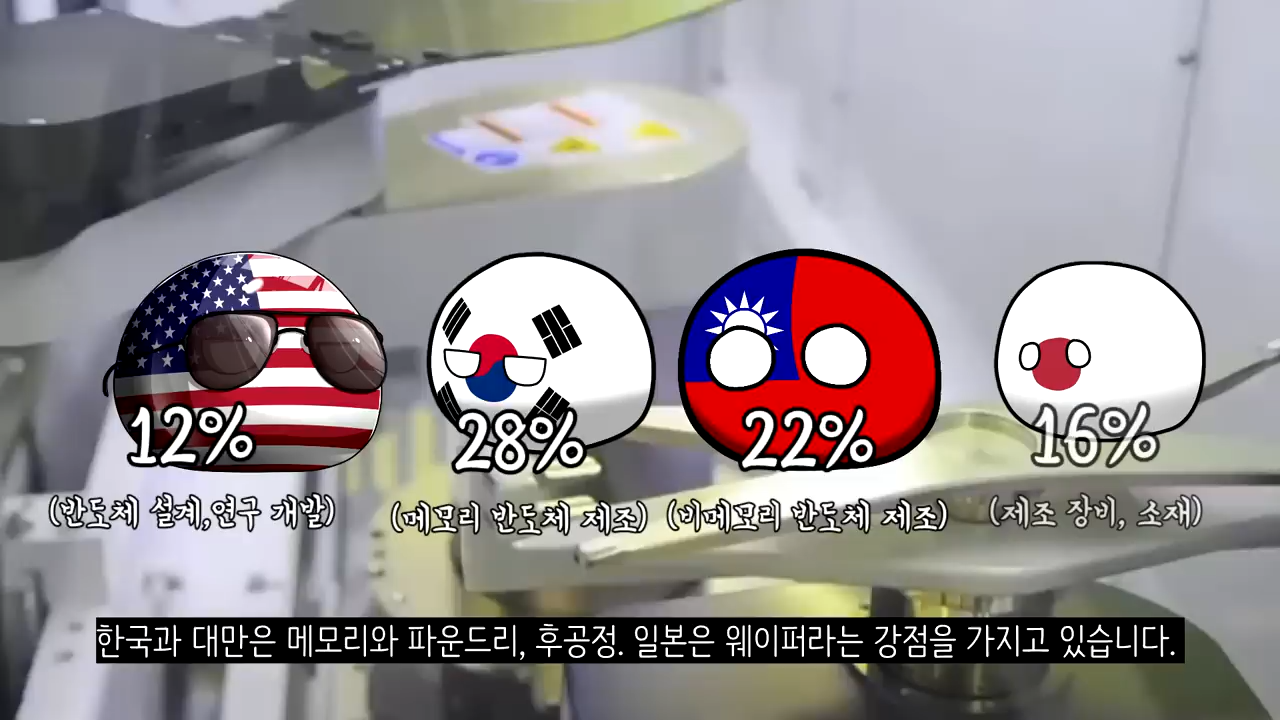 12%
28%
22%
16%
(반도체 설계,연구 개발)
(메모리 반도체 제조)
(비메모리 반도체 제조)
(제조 장비, 소재)
한국과 대만은 메모리와 파운드리, 후공정. 일본은 웨이퍼라는 강점을 가지고 있습니다.